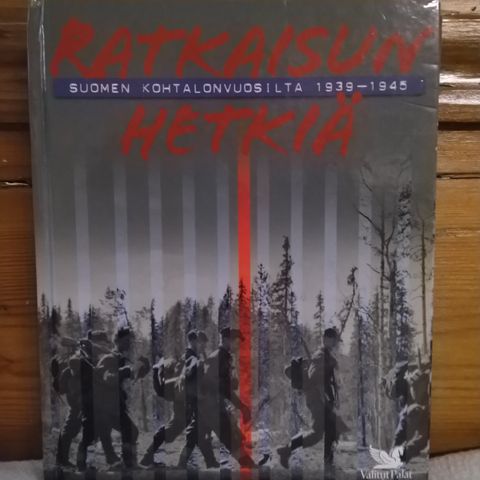 RATKAISUN
SUOMEN KOHTALONVUOSILTA 1939–1945
HETKIÄ
Valitut Palat